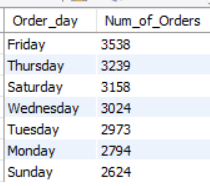 Order_day Num_of_Orders
Friday 3538
Thursday 3239
Saturday 3158
Wednesday 3024
Tuesday 2973
Monday 2794
Sunday 2624